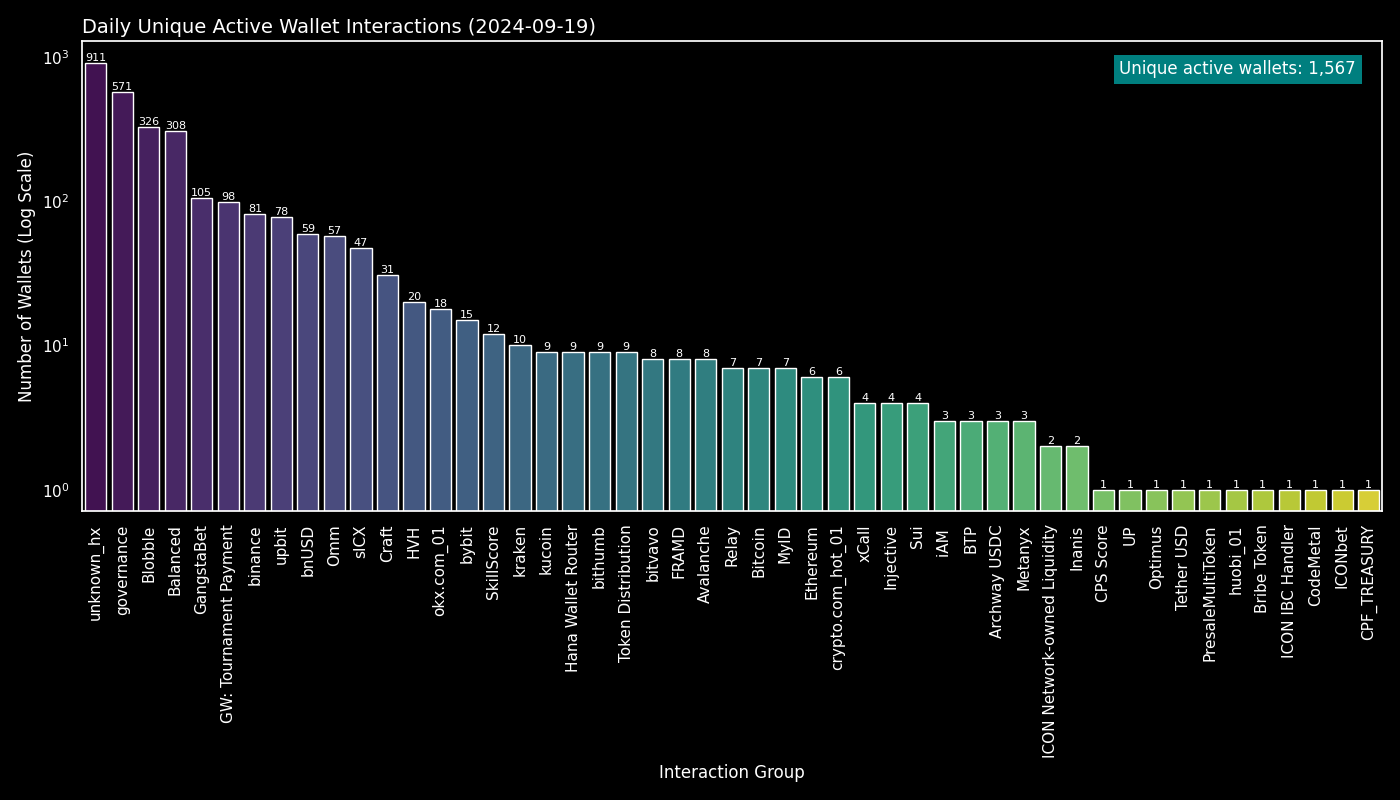 Daily Unique Active Wallet Interactions (2024-09-19)
Unique active wallets: 1,567
Number of Wallets (Log Scale)
10³
10²
10¹
10⁰
911
571
326
308
105
98
81
78
59
57
47
31
20
18
15
12
10
9
9
9
9
8
8
8
7
7
7
6
6
4
4
4
3
3
3
3
2
2
1
1
1
1
1
1
1
1
1
1
1
unknown_hx
governance
Blobble
Balanced
GangstaBet
GW: Tournament Payment
binance
upbit
bnUSD
Omm
sICX
Craft
HVH
okx.com_01
bybit
SkillScore
kraken
kucoin
Hana Wallet Router
bithumb
Token Distribution
bitvavo
FRAMD
Avalanche
Relay
Bitcoin
MyID
Ethereum
crypto.com_hot_01
xCall
Injective
Sui
iAM
BTP
Archway USDC
Metanyx
ICON Network-owned Liquidity
Inanis
CPS Score
UP
Optimus
Tether USD
PresaleMultiToken
huobi_01
Bribe Token
ICON IBC Handler
CodeMetal
ICONbet
CPF_TREASURY
Interaction Group